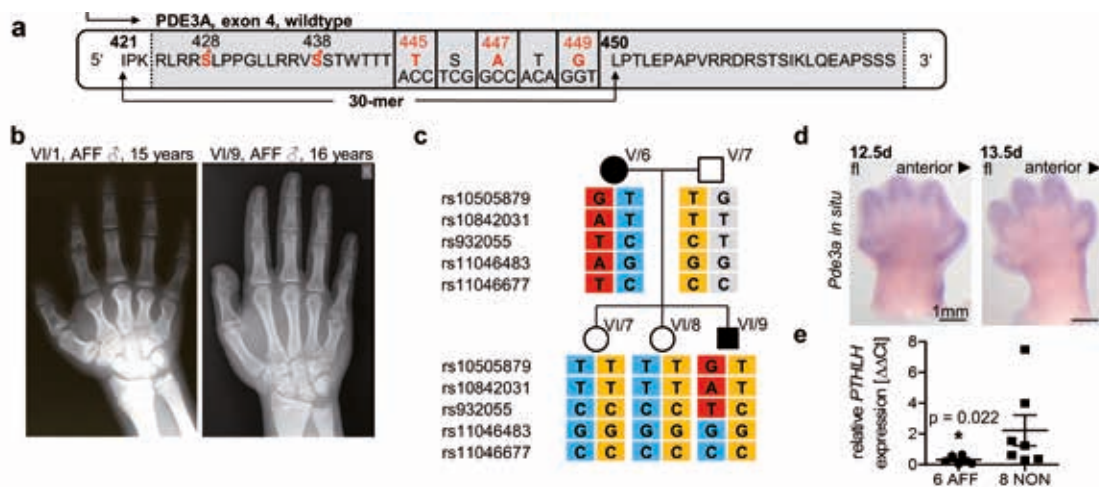 a
PDE3A, exon 4, wildtype
421 428 438 445 447 449 450
5' IPK RLRRSLPPGLLRRVSSTWTTT T S A T G LPTLEPAPVRRDRSTSIKLQEAPSSS 3'
ACC TCG GCC ACA GGT
30-mer
b
VI/1, AFF ♂, 15 years
VI/9, AFF ♂, 16 years
c
V/6 V/7
rs10505879 G T T G
rs10842031 A T T T
rs932055 T C C T
rs11046483 A G G G
rs11046677 T C C C
VI/7 VI/8 VI/9
rs10505879 T T T T G T
rs10842031 T T T T A T
rs932055 C C C C T C
rs11046483 G G G G G G
rs11046677 C C C C C C
d
12.5d 13.5d
fl anterior ► fl anterior ►
Pde3a in situ
1mm
e
relative PTHLH
expression [ΔΔCt]
8
6
4
2
0
p = 0.022
*
6 AFF 8 NON